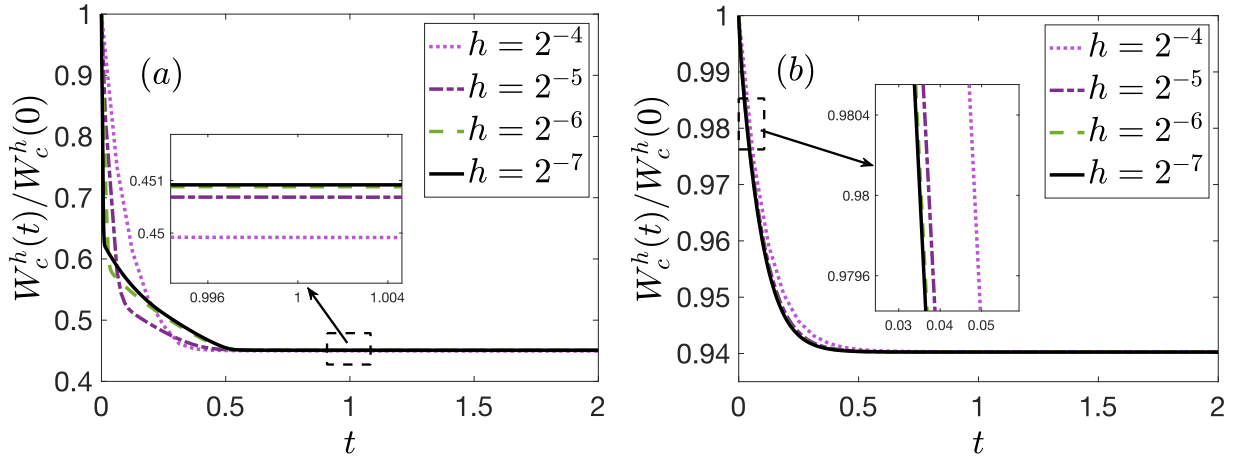 (a)
W_c^h(t)/W_c^h(0)
1
0.9
0.8
0.7
0.6
0.5
0.4
h = 2^{-4}
h = 2^{-5}
h = 2^{-6}
h = 2^{-7}
0.451
0.45
0.996
1
1.004
0
0.5
1
1.5
2
t
(b)
W_c^h(t)/W_c^h(0)
1
0.99
0.98
0.97
0.96
0.95
0.94
h = 2^{-4}
h = 2^{-5}
h = 2^{-6}
h = 2^{-7}
0.9804
0.98
0.9796
0.03
0.04
0.05
0
0.5
1
1.5
2
t